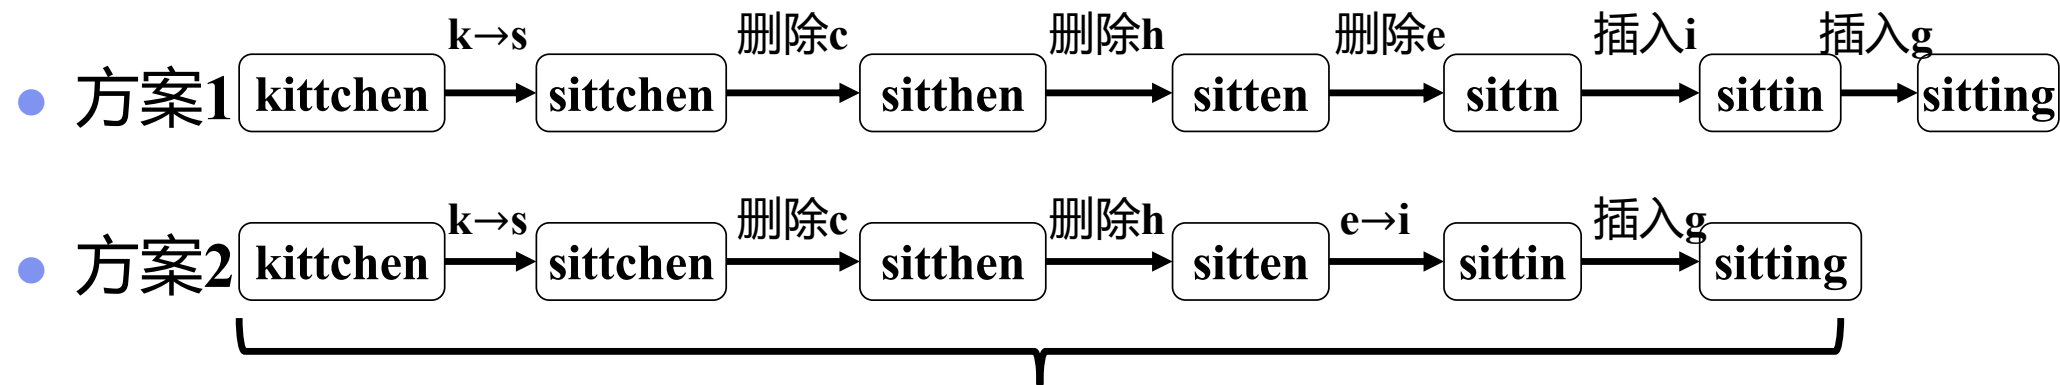 k→s 删除c 删除h 删除e 插入i 插入g
方案1 kittchen sittchen sitthen sitten sittn sittin sitting
k→s 删除c 删除h e→i 插入g
方案2 kittchen sittchen sitthen sitten sittin sitting